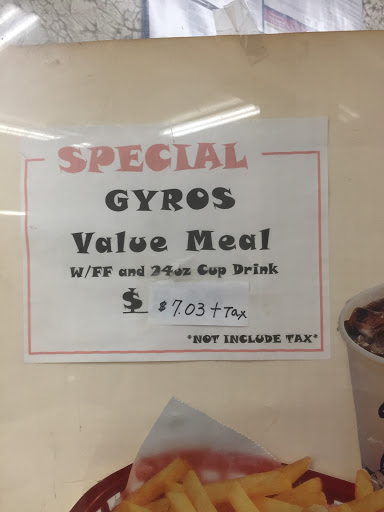 SPECIAL
GYROS
Value Meal
W/FF and 24oz Cup Drink
$ $7.03 + Tax
*NOT INCLUDE TAX*